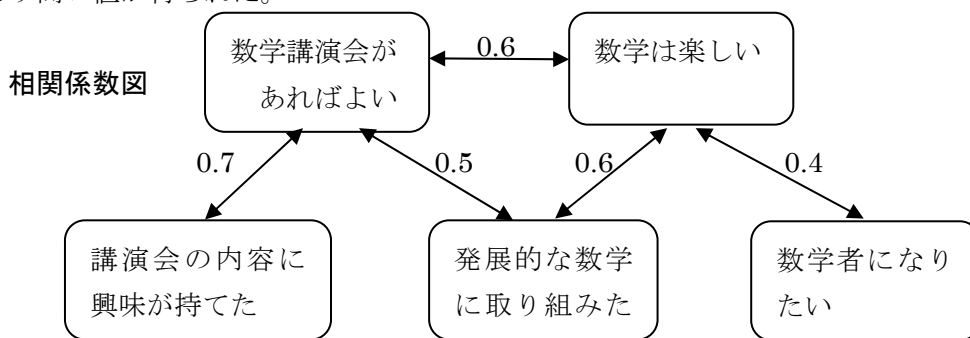 い値が得られた。
数学講演会が
あればよい
0.6
数学は楽しい
相関係数図
0.7
0.5
0.6
0.4
講演会の内容に
興味が持てた
発展的な数学
に取り組みた
数学者になり
たい